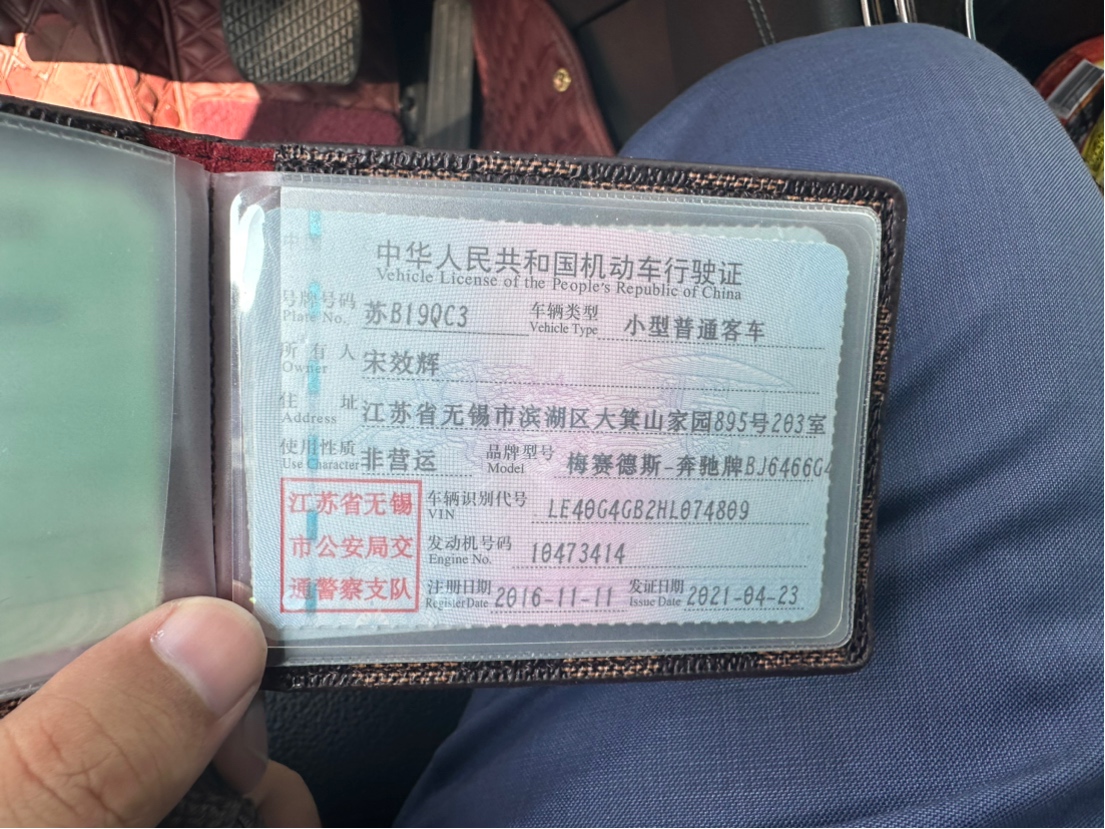 中华人民共和国机动车行驶证
Vehicle License of the People's Republic of China
号牌号码 苏B19QC3 车辆类型 小型普通客车
Plate No. Vehicle Type
所有人 宋效辉
Owner
住址 江苏省无锡市滨湖区大箕山家园895号203室
Address
使用性质 非营运 品牌型号 梅赛德斯-奔驰牌BJ6466G4
Use Character Model
江苏省无锡
市公安局交
通警察支队
车辆识别代号 LE40G4GB2HL074809
VIN
发动机号码 10473414
Engine No.
注册日期 2016-11-11 发证日期 2021-04-23
Register Date Issue Date